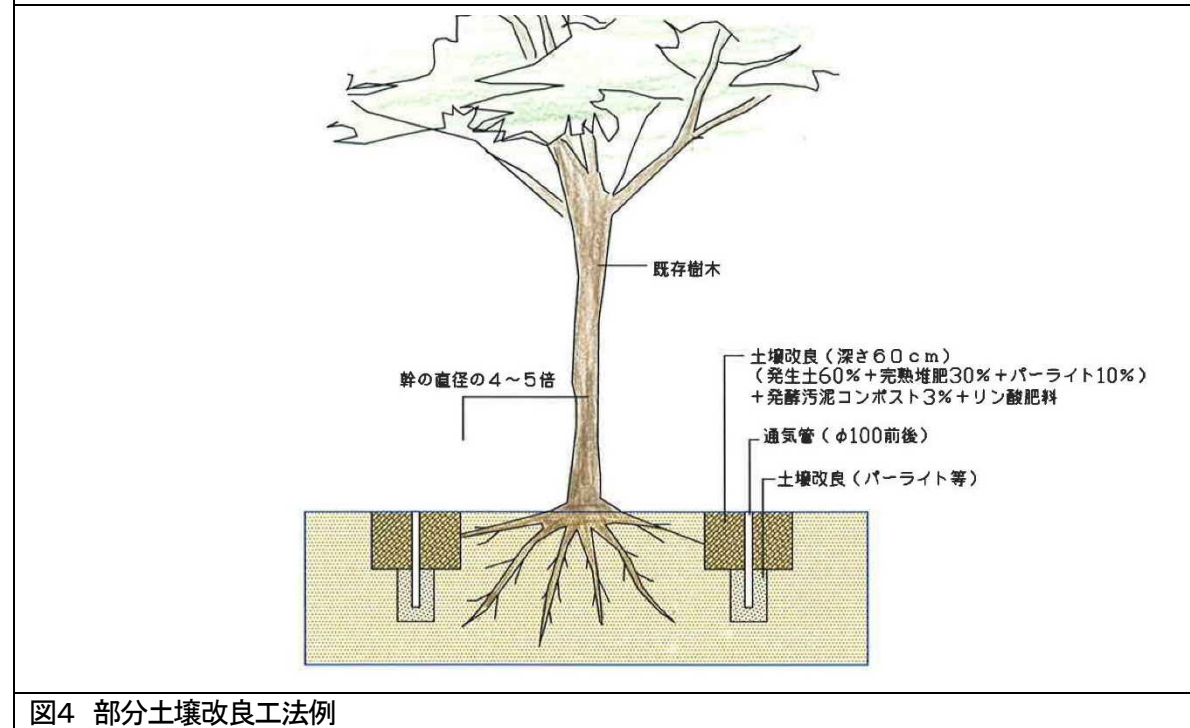 既存樹木
土壌改良(深さ60cm)
(発生土60%+完熟堆肥30%+パーライト10%)
+発酵汚泥コンポスト3%+リン酸肥料
幹の直径の4~5倍
通気管(φ100前後)
土壌改良(パーライト等)
図4 部分土壌改良工法例